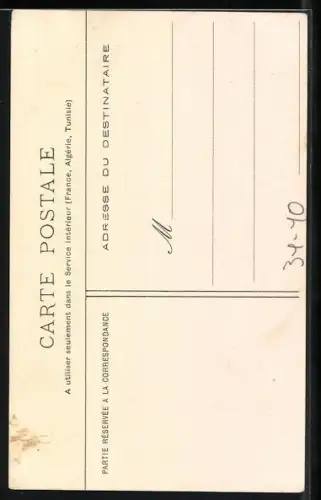 CARTE POSTALE
A utiliser seulement dans le Service intérieur (France, Algérie, Tunisie)
PARTIE RÉSERVÉE A LA CORRESPONDANCE
ADRESSE DU DESTINATAIRE
M
34-40